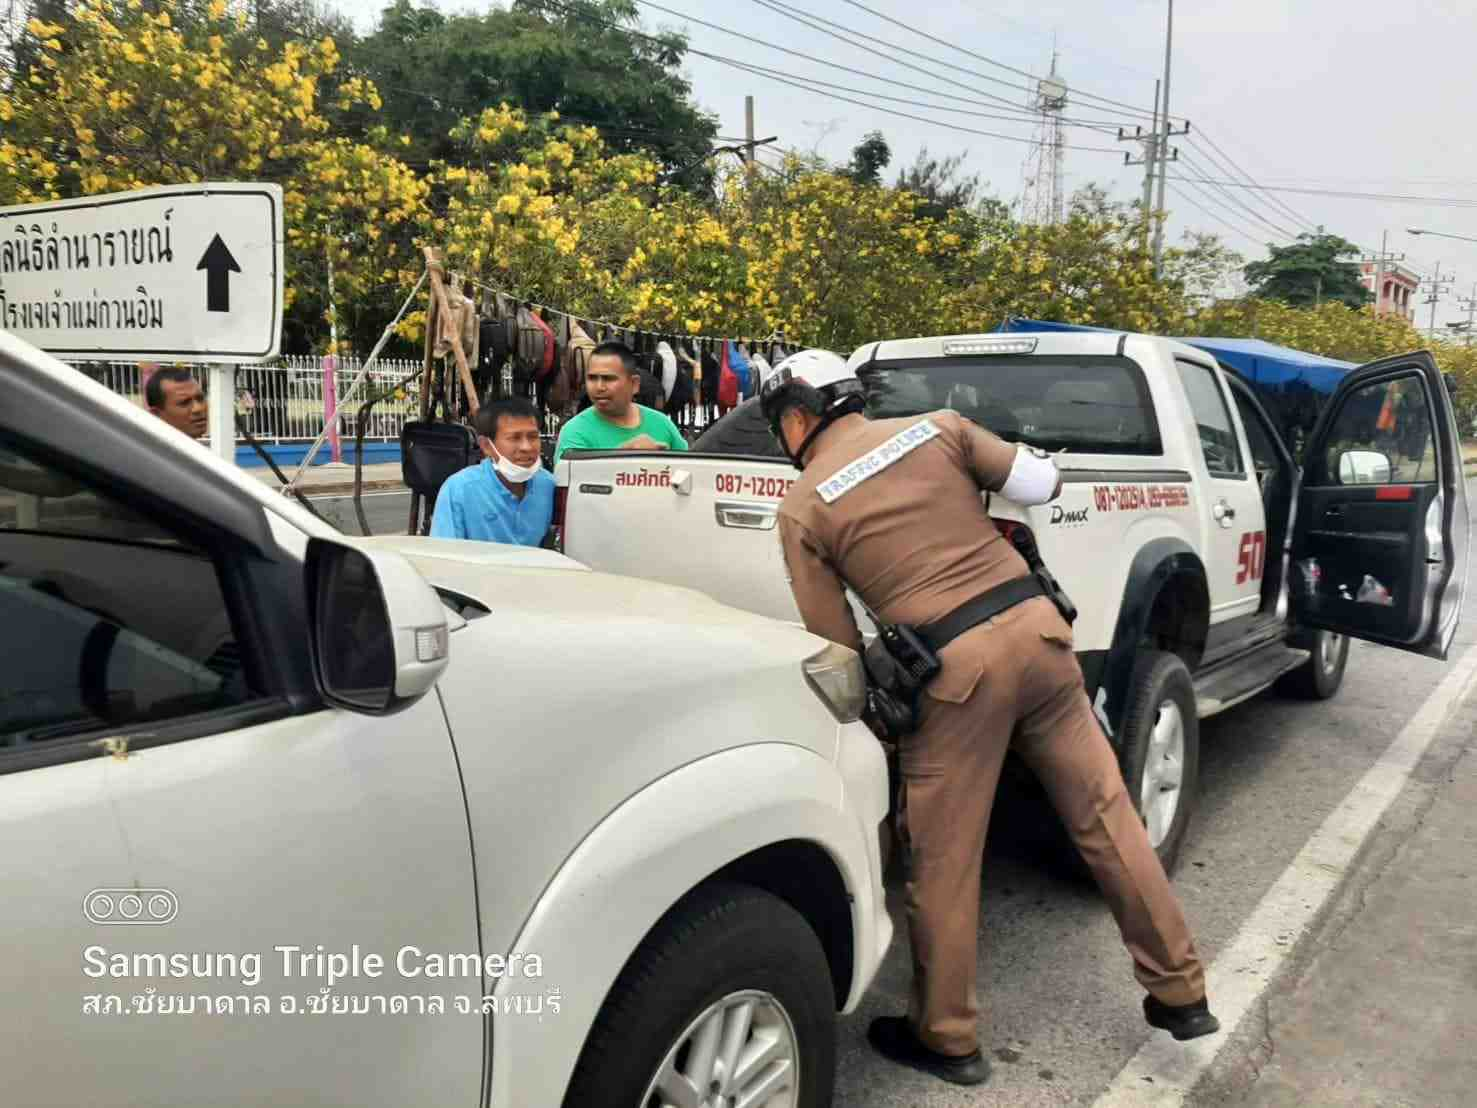 ลนิธิลำนารายณ์
โรงเจเจ้าแม่กวนอิม
TRAFFIC POLICE
สมศักดิ์
087-12025
D-MAX
Samsung Triple Camera
สภ.ชัยบาดาล อ.ชัยบาดาล จ.ลพบุรี